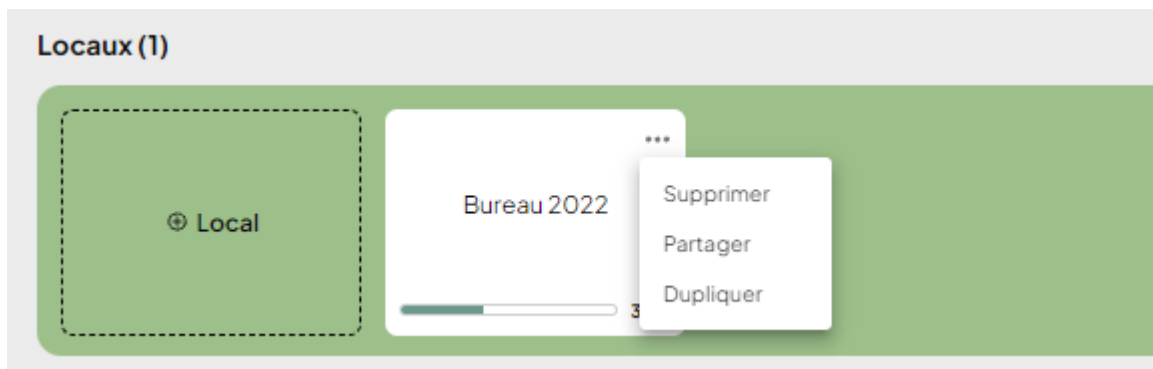 Locaux (1)
Local
Bureau 2022
Supprimer
Partager
Dupliquer